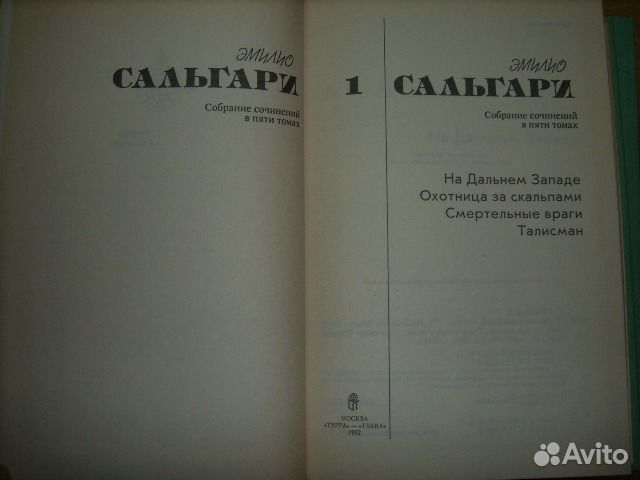 ЭМИЛИО
САЛЬГАРИ
Собрание сочинений
в пяти томах
1
ЭМИЛИО
САЛЬГАРИ
Собрание сочинений
в пяти томах
На Дальнем Западе
Охотница за скальпами
Смертельные враги
Талисман
МОСКВА
«ТЕРРА» — «TERRA»
1992
Avito